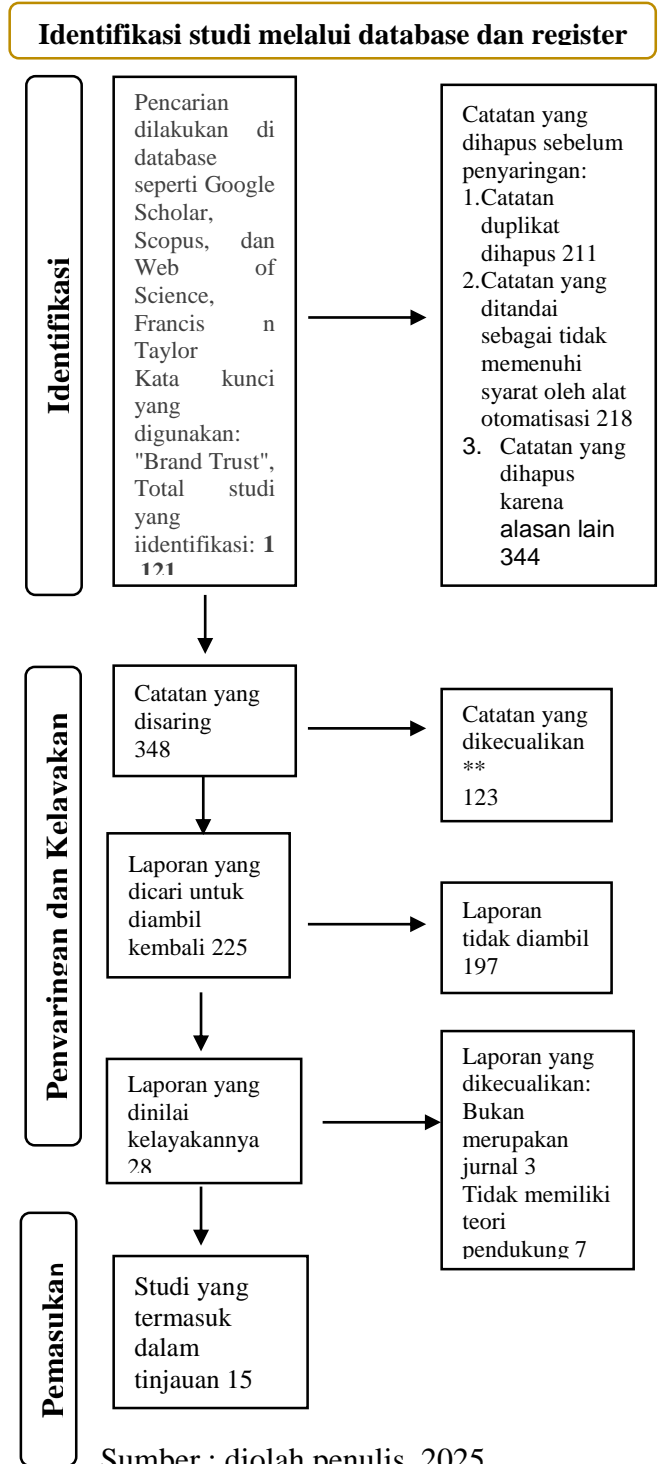 Identifikasi studi melalui database dan register
Identifikasi
Pencarian
dilakukan di
database
seperti Google
Scholar,
Scopus, dan
Web of
Science,
Francis n
Taylor
Kata kunci
yang
digunakan:
"Brand Trust",
Total studi
yang
iidentifikasi: 1
121
Catatan yang
dihapus sebelum
penyaringan:
1.Catatan
duplikat
dihapus 211
2.Catatan yang
ditandai
sebagai tidak
memenuhi
syarat oleh alat
otomatisasi 218
3. Catatan yang
dihapus
karena
alasan lain
344
Penyaringan dan Kelayakan
Catatan yang
disaring
348
Catatan yang
dikecualikan
**
123
Laporan yang
dicari untuk
diambil
kembali 225
Laporan
tidak diambil
197
Laporan yang
dinilai
kelayakannya
28
Laporan yang
dikecualikan:
Bukan
merupakan
jurnal 3
Tidak memiliki
teori
pendukung 7
Pemasukan
Studi yang
termasuk
dalam
tinjauan 15
Sumber : diolah penulis, 2025